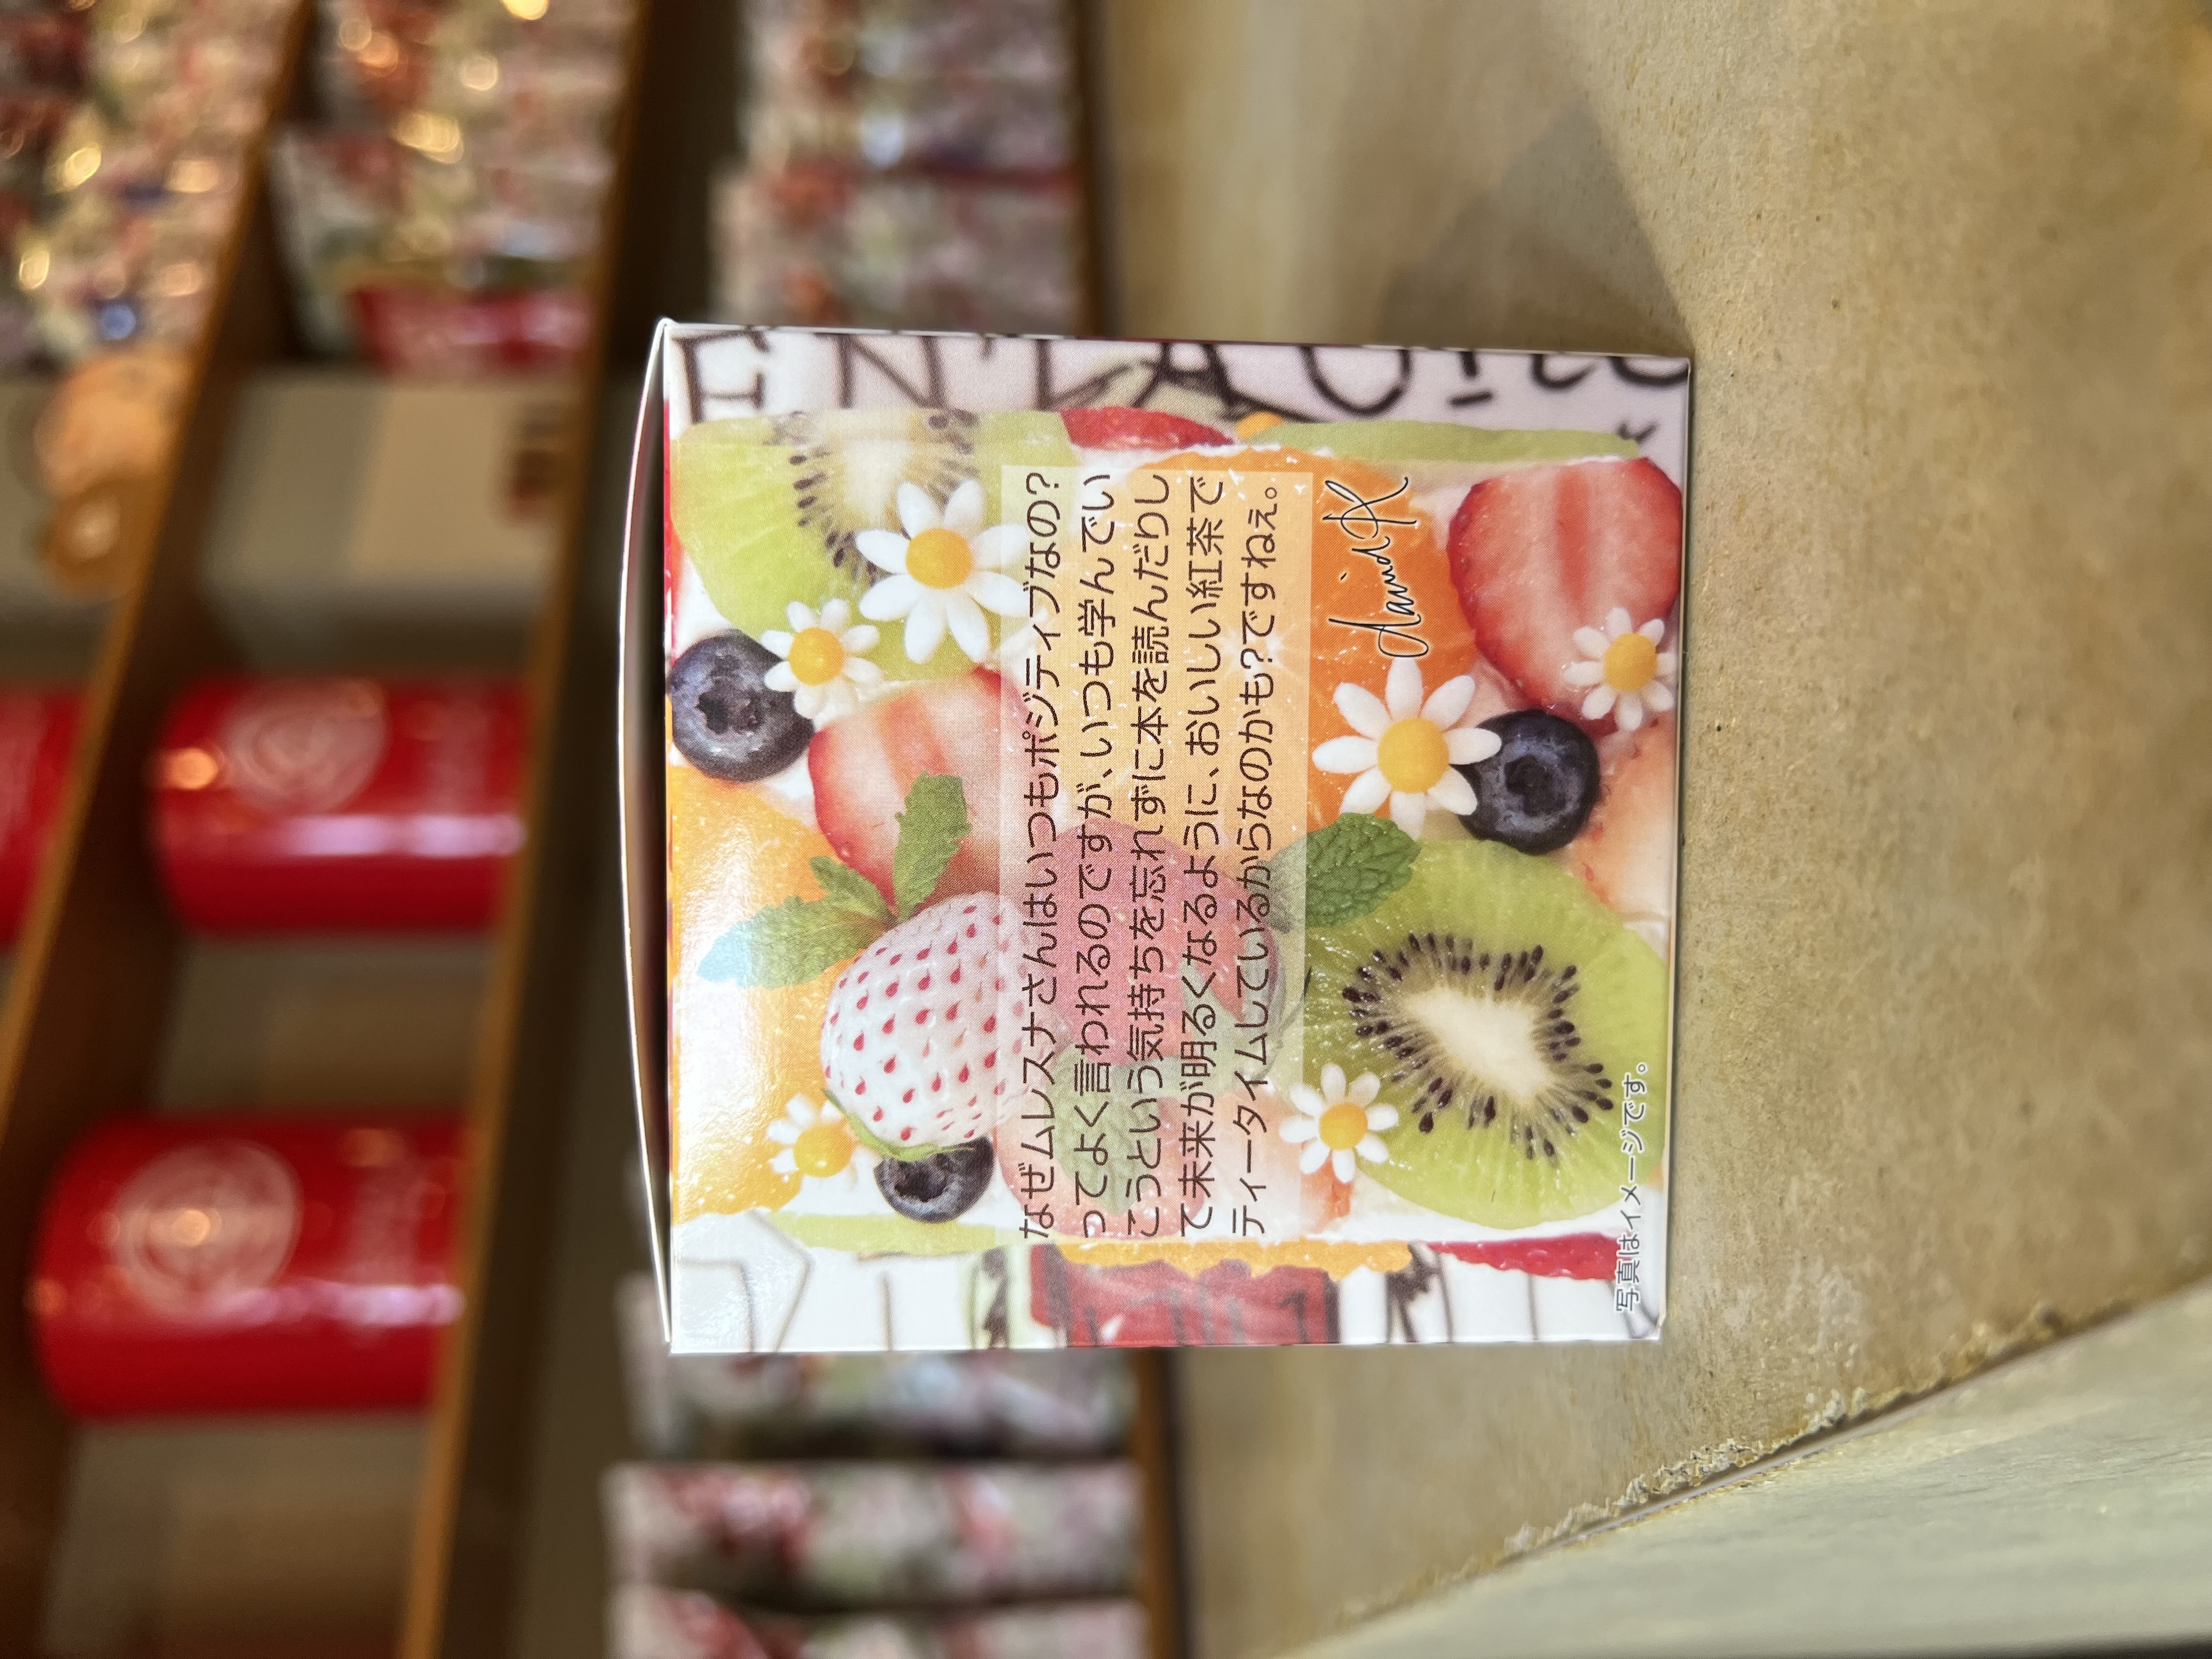 なぜムレスナさんはいつもポジティブなの?
ってよく言われるのですが、いつも学んでい
こうという気持ちを忘れずに本を読んだりし
て未来が明るくなるように、おいしい紅茶で
ティータイムしているからなのかも?ですねぇ。
david K
写真はイメージです。